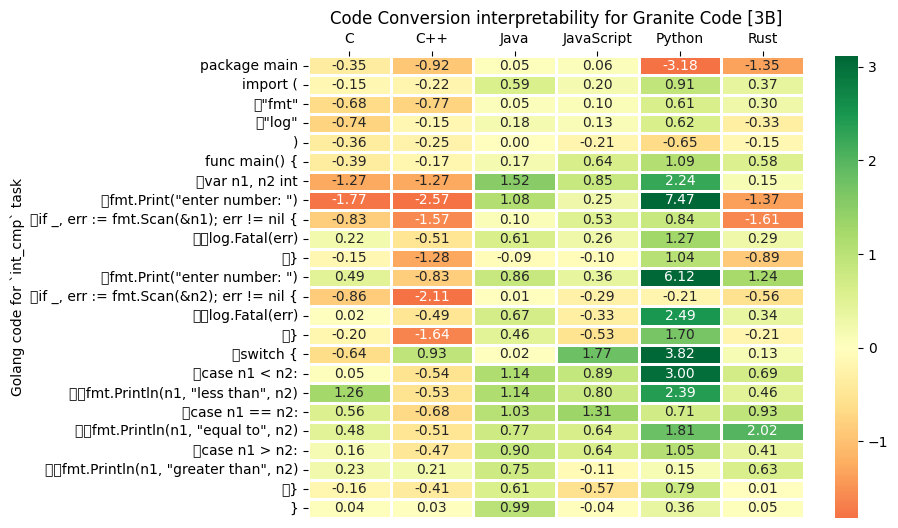 Code Conversion interpretability for Granite Code [3B]
C C++ Java JavaScript Python Rust
Golang code for `int_cmp` task
package main -0.35 -0.92 0.05 0.06 -3.18 -1.35
import ( -0.15 -0.22 0.59 0.20 0.91 0.37
▯"fmt" -0.68 -0.77 0.05 0.10 0.61 0.30
▯"log" -0.74 -0.15 0.18 0.13 0.62 -0.33
) -0.36 -0.25 0.00 -0.21 -0.65 -0.15
func main() { -0.39 -0.17 0.17 0.64 1.09 0.58
▯var n1, n2 int -1.27 -1.27 1.52 0.85 2.24 0.15
▯fmt.Print("enter number: ") -1.77 -2.57 1.08 0.25 7.47 -1.37
▯if _, err := fmt.Scan(&n1); err != nil { -0.83 -1.57 0.10 0.53 0.84 -1.61
▯▯log.Fatal(err) 0.22 -0.51 0.61 0.26 1.27 0.29
▯} -0.15 -1.28 -0.09 -0.10 1.04 -0.89
▯fmt.Print("enter number: ") 0.49 -0.83 0.86 0.36 6.12 1.24
▯if _, err := fmt.Scan(&n2); err != nil { -0.86 -2.11 0.01 -0.29 -0.21 -0.56
▯▯log.Fatal(err) 0.02 -0.49 0.67 -0.33 2.49 0.34
▯} -0.20 -1.64 0.46 -0.53 1.70 -0.21
▯switch { -0.64 0.93 0.02 1.77 3.82 0.13
▯case n1 < n2: 0.05 -0.54 1.14 0.89 3.00 0.69
▯▯fmt.Println(n1, "less than", n2) 1.26 -0.53 1.14 0.80 2.39 0.46
▯case n1 == n2: 0.56 -0.68 1.03 1.31 0.71 0.93
▯▯fmt.Println(n1, "equal to", n2) 0.48 -0.51 0.77 0.64 1.81 2.02
▯case n1 > n2: 0.16 -0.47 0.90 0.64 1.05 0.41
▯▯fmt.Println(n1, "greater than", n2) 0.23 0.21 0.75 -0.11 0.15 0.63
▯} -0.16 -0.41 0.61 -0.57 0.79 0.01
} 0.04 0.03 0.99 -0.04 0.36 0.05
3
2
1
0
−1